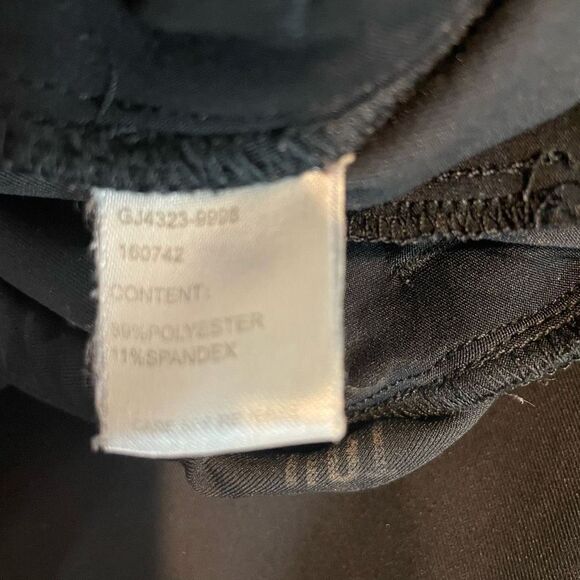 GJ4323-9998
160742
CONTENT:
89%POLYESTER
11%SPANDEX